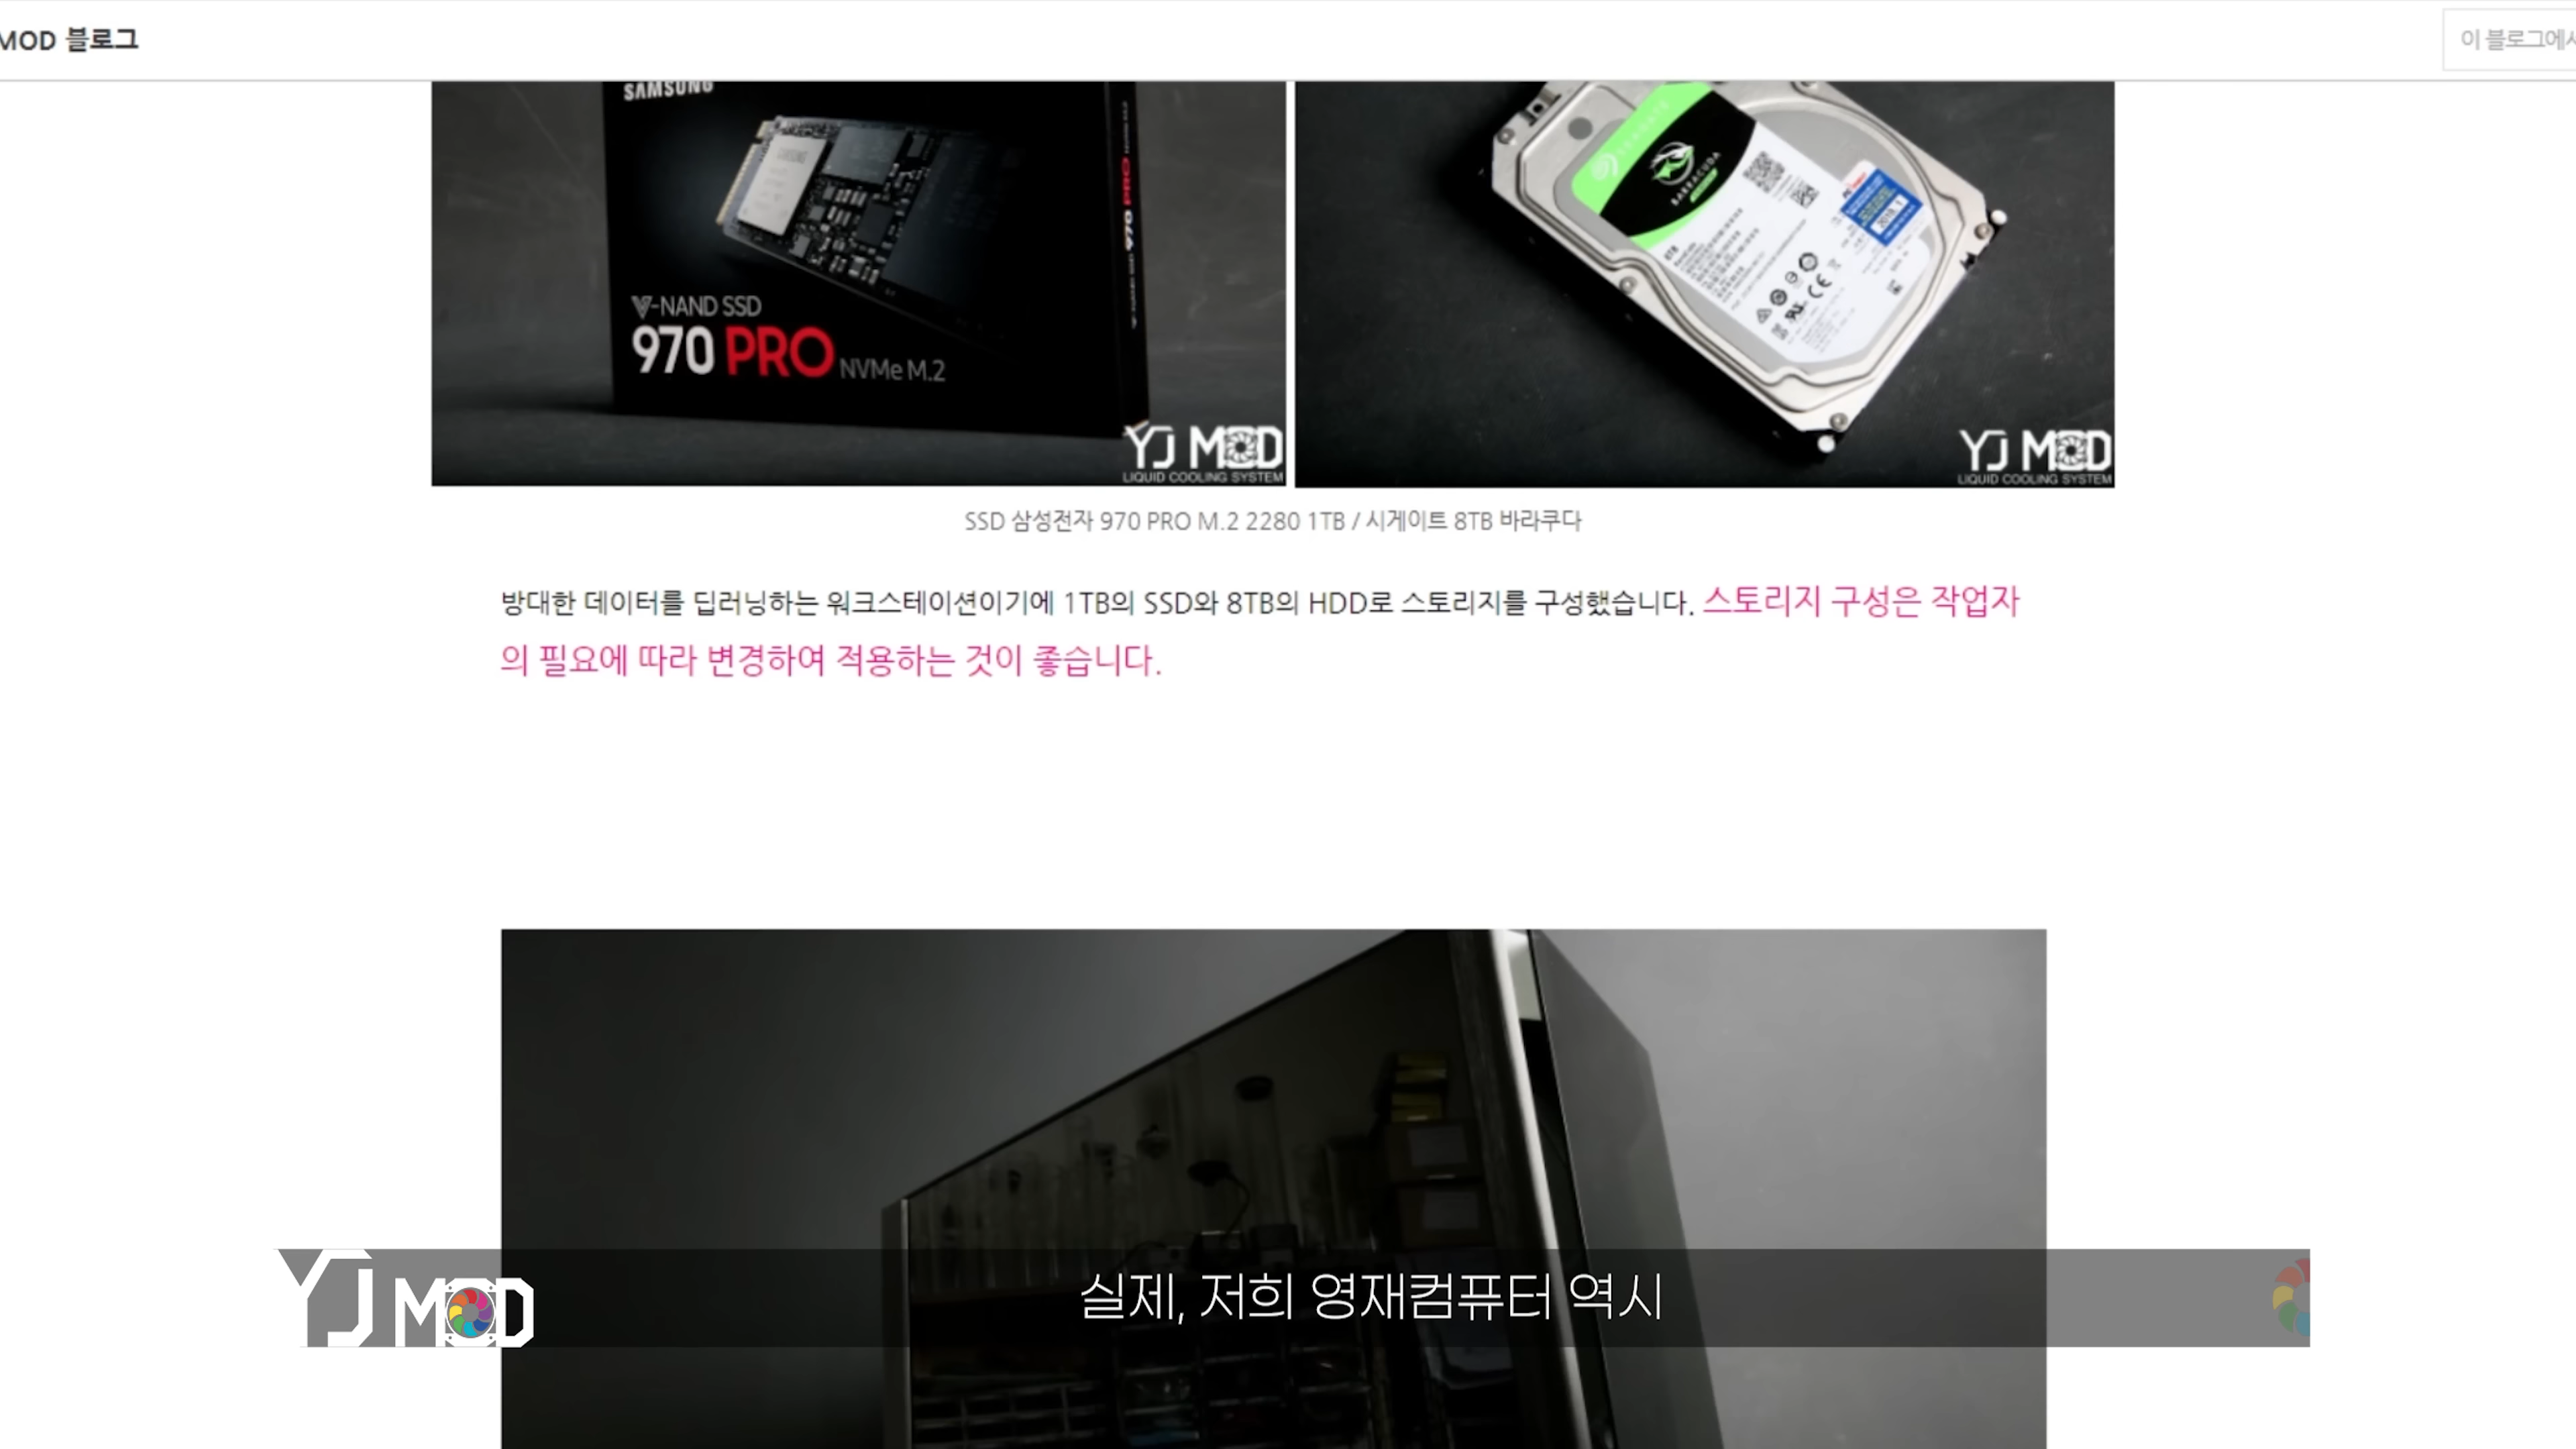 MOD 블로그
이 블로그에서
SAMSUNG
V-NAND SSD
970 PRO NVMe M.2
970 PRO
BARRACUDA
YJ MOD
LIQUID COOLING SYSTEM
YJ MOD
LIQUID COOLING SYSTEM
SSD 삼성전자 970 PRO M.2 2280 1TB / 시게이트 8TB 바라쿠다
방대한 데이터를 딥러닝하는 워크스테이션이기에 1TB의 SSD와 8TB의 HDD로 스토리지를 구성했습니다. 스토리지 구성은 작업자
의 필요에 따라 변경하여 적용하는 것이 좋습니다.
YJ MOD
실제, 저희 영재컴퓨터 역시